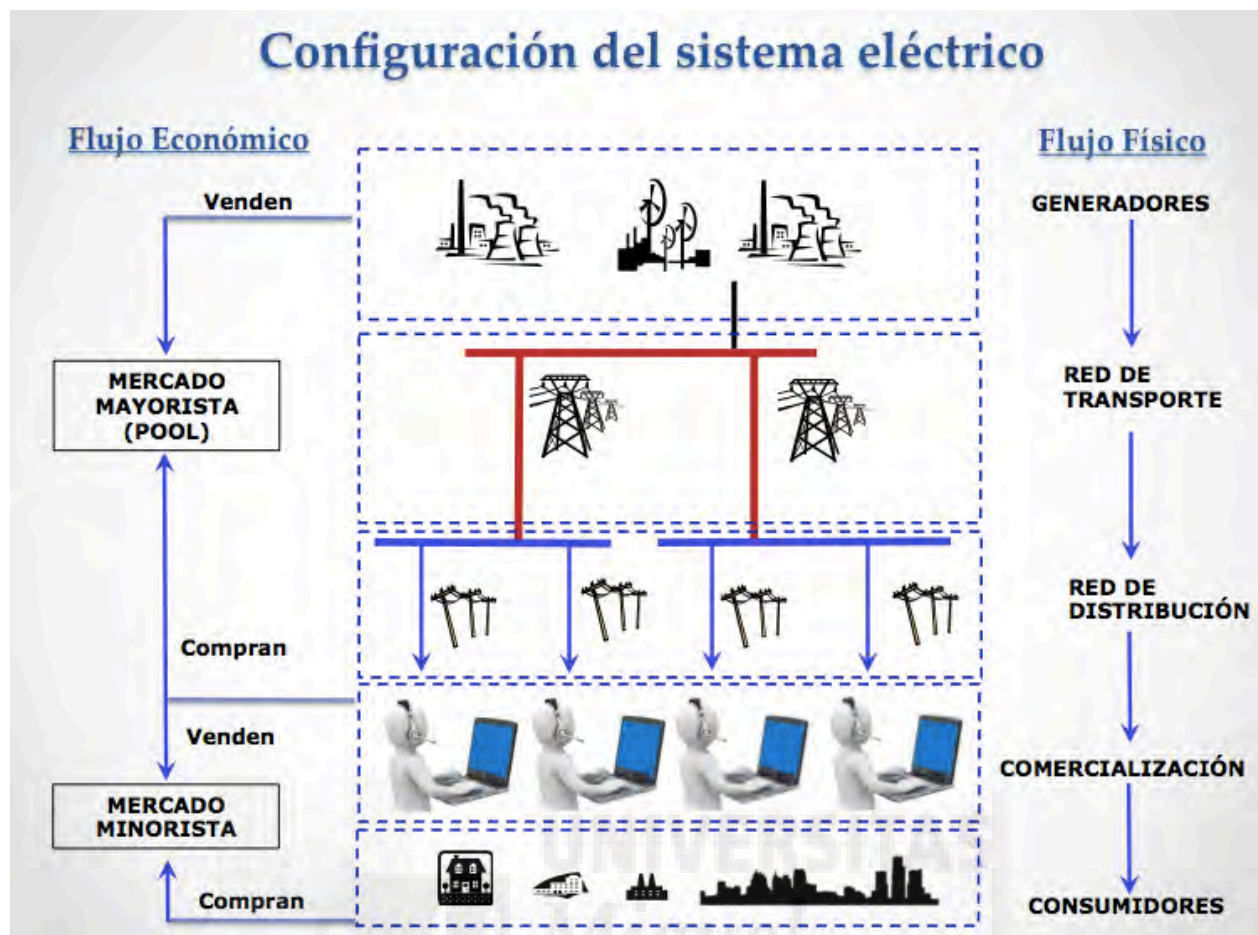 Configuración del sistema eléctrico
Flujo Económico
Flujo Físico
Venden
GENERADORES
MERCADO
MAYORISTA
(POOL)
RED DE
TRANSPORTE
RED DE
DISTRIBUCIÓN
Compran
Venden
COMERCIALIZACIÓN
MERCADO
MINORISTA
UNIVERSITAS
Compran
CONSUMIDORES